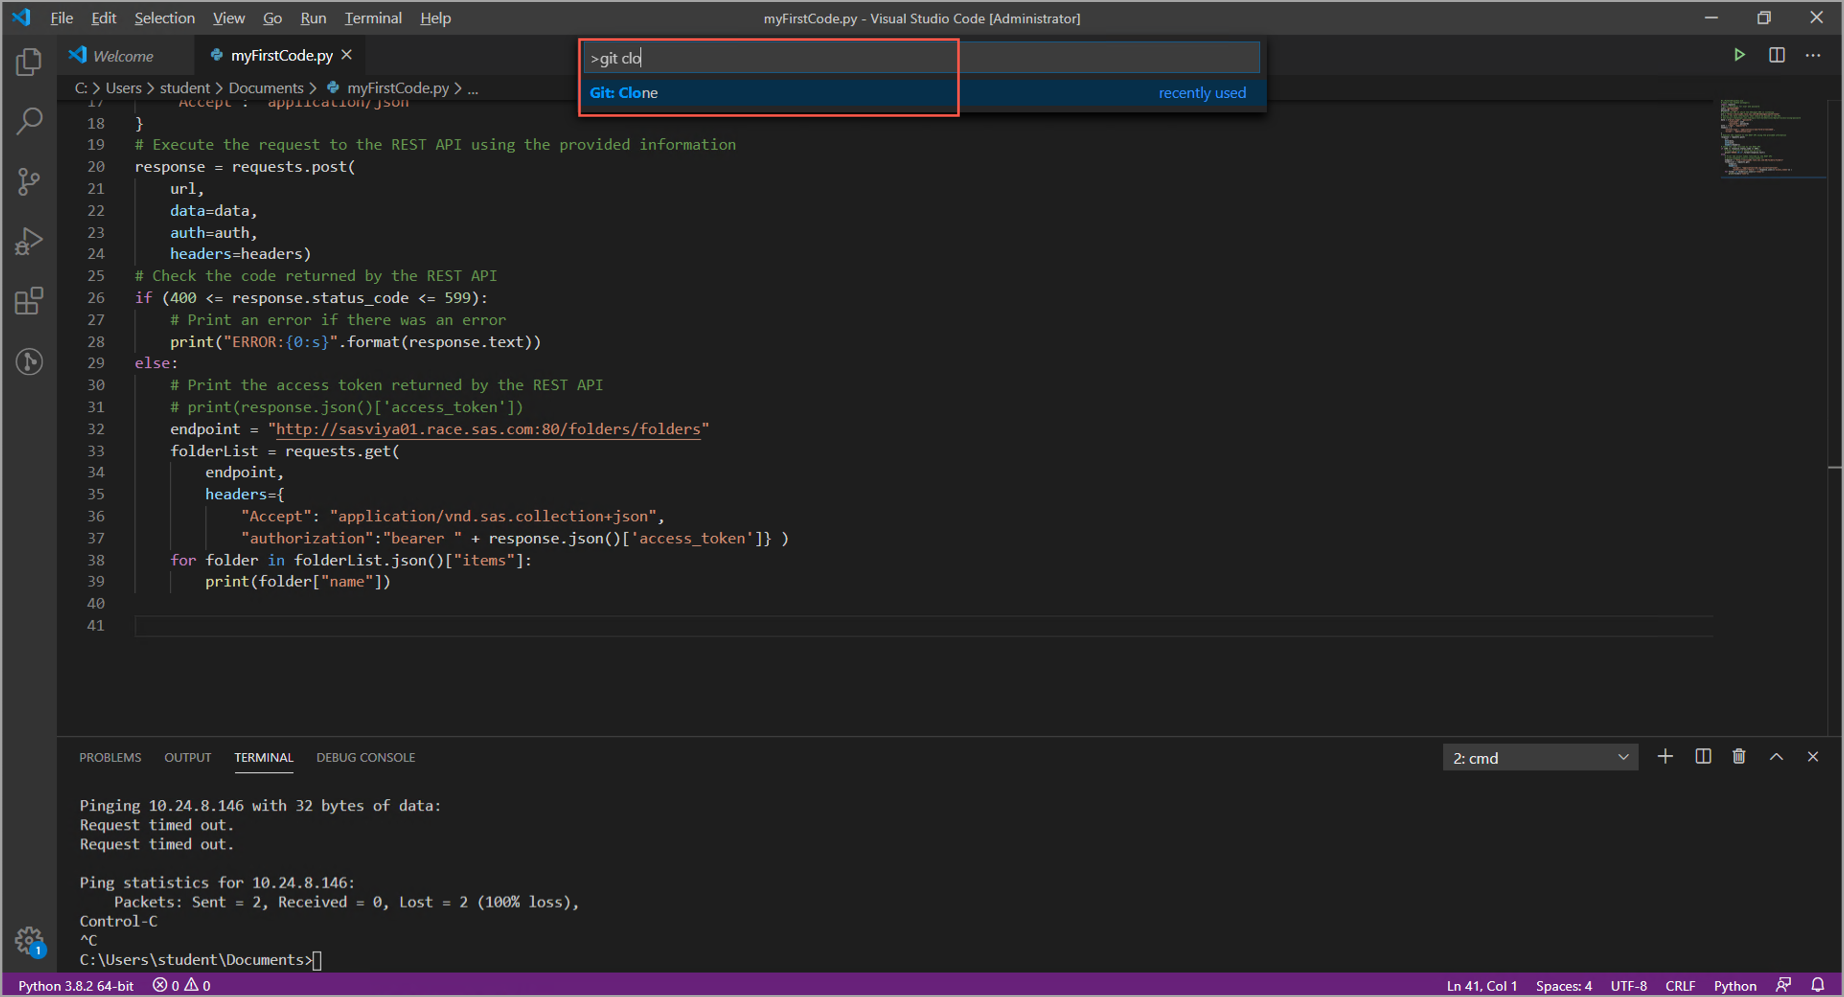 File Edit Selection View Go Run Terminal Help
myFirstCode.py - Visual Studio Code [Administrator]
Welcome
myFirstCode.py
>git clo
Git: Clone
recently used
C: > Users > student > Documents > myFirstCode.py > ...
17 "Accept": "application/json"
18 }
19 # Execute the request to the REST API using the provided information
20 response = requests.post(
21 url,
22 data=data,
23 auth=auth,
24 headers=headers)
25 # Check the code returned by the REST API
26 if (400 <= response.status_code <= 599):
27 # Print an error if there was an error
28 print("ERROR:{0:s}".format(response.text))
29 else:
30 # Print the access token returned by the REST API
31 # print(response.json()['access_token'])
32 endpoint = "http://sasviya01.race.sas.com:80/folders/folders"
33 folderList = requests.get(
34 endpoint,
35 headers={
36 "Accept": "application/vnd.sas.collection+json",
37 "authorization":"bearer " + response.json()['access_token']} )
38 for folder in folderList.json()["items"]:
39 print(folder["name"])
40
41
PROBLEMS OUTPUT TERMINAL DEBUG CONSOLE
2: cmd
Pinging 10.24.8.146 with 32 bytes of data:
Request timed out.
Request timed out.
Ping statistics for 10.24.8.146:
Packets: Sent = 2, Received = 0, Lost = 2 (100% loss),
Control-C
^C
C:\Users\student\Documents>
1
Python 3.8.2 64-bit 0 0
Ln 41, Col 1 Spaces: 4 UTF-8 CRLF Python